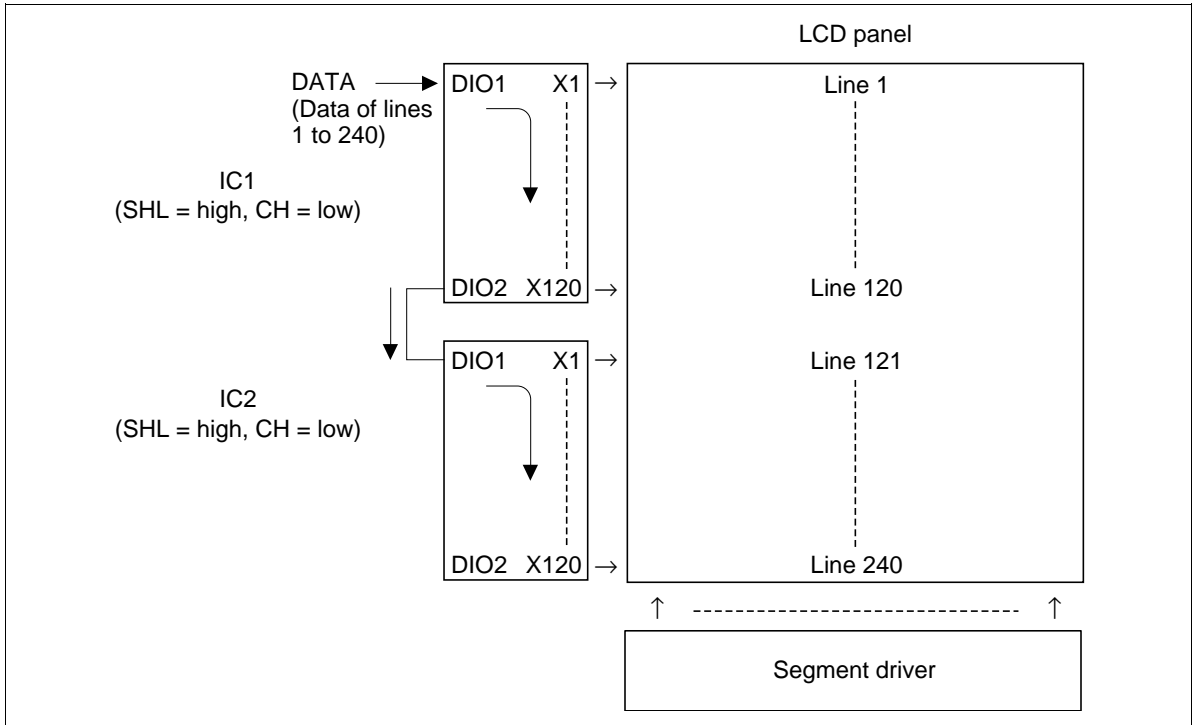 LCD panel
DATA
(Data of lines
1 to 240)
DIO1 X1 →
Line 1
IC1
(SHL = high, CH = low)
DIO2 X120 →
Line 120
DIO1 X1 →
Line 121
IC2
(SHL = high, CH = low)
DIO2 X120 →
Line 240
↑ ↑
Segment driver